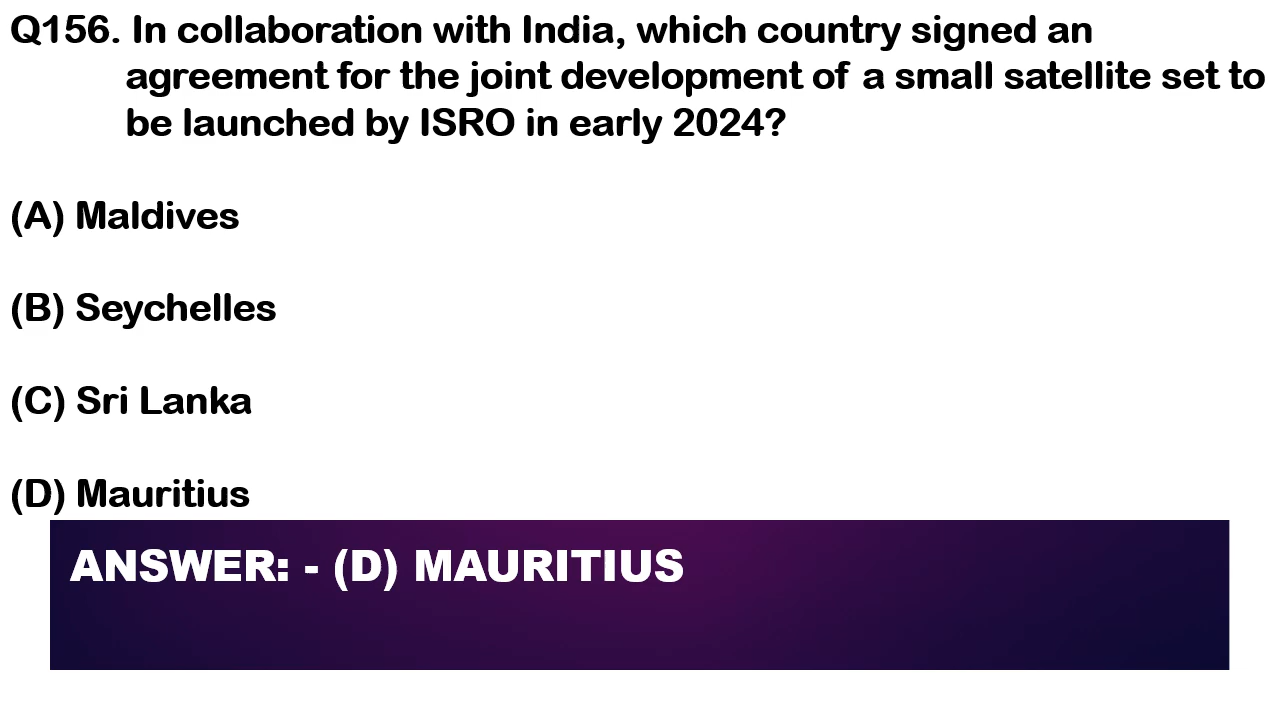 Q156. In collaboration with India, which country signed an
agreement for the joint development of a small satellite set to
be launched by ISRO in early 2024?
(A) Maldives
(B) Seychelles
(C) Sri Lanka
(D) Mauritius
ANSWER: - (D) MAURITIUS